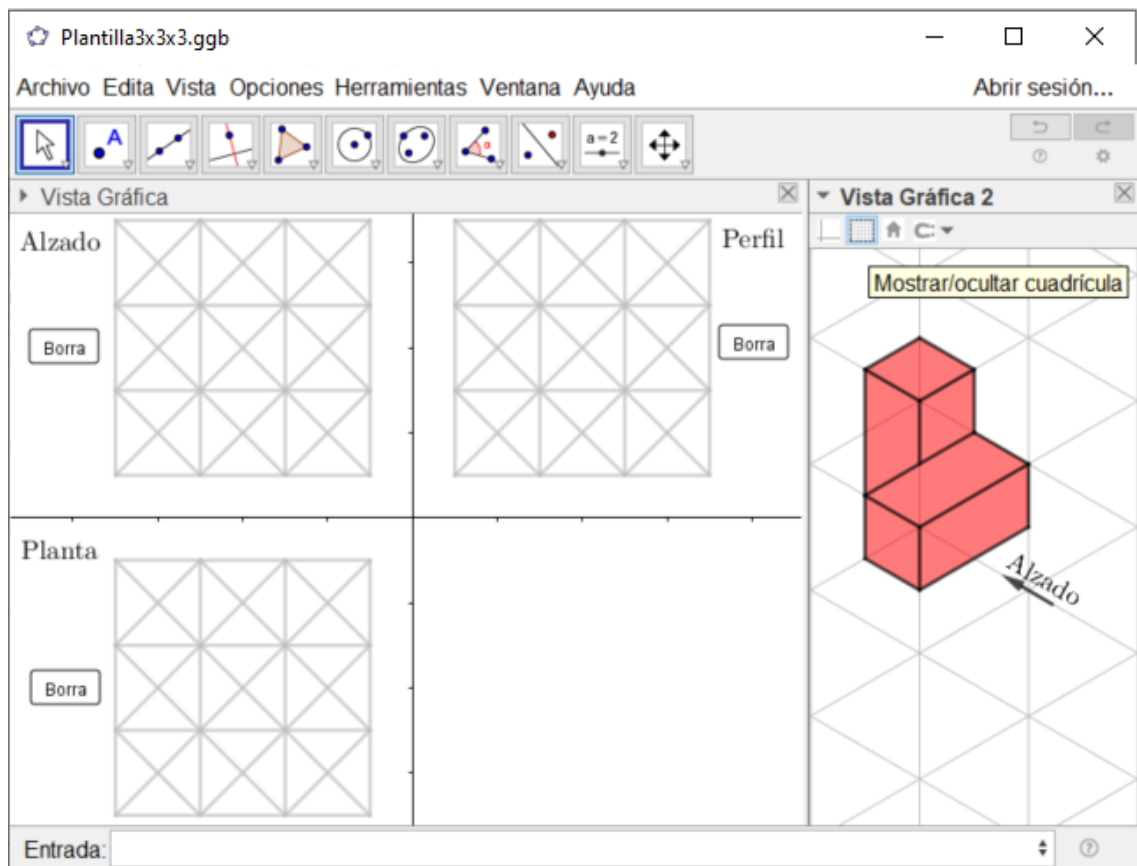 Plantilla3x3x3.ggb
Archivo Edita Vista Opciones Herramientas Ventana Ayuda
Abrir sesión...
A
α
a = 2
Vista Gráfica
Vista Gráfica 2
Alzado
Perfil
Mostrar/ocultar cuadrícula
Borra
Borra
Alzado
Planta
Borra
Entrada: